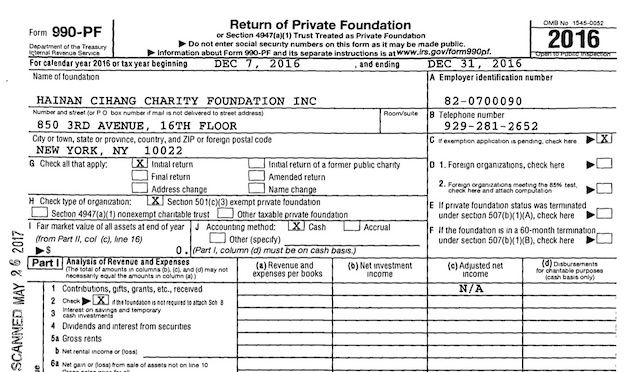 Form 990-PF
Department of the Treasury
Internal Revenue Service
Return of Private Foundation
or Section 4947(a)(1) Trust Treated as Private Foundation
▶ Do not enter social security numbers on this form as it may be made public.
▶ Information about Form 990-PF and its separate instructions is at www.irs.gov/form990pf.
OMB No 1545-0052
2016
Open to Public Inspection
For calendar year 2016 or tax year beginning DEC 7, 2016 , and ending DEC 31, 2016
Name of foundation
HAINAN CIHANG CHARITY FOUNDATION INC
A Employer identification number
82-0700090
Number and street (or P O box number if mail is not delivered to street address)
Room/suite
850 3RD AVENUE, 16TH FLOOR
B Telephone number
929-281-2652
City or town, state or province, country, and ZIP or foreign postal code
NEW YORK, NY 10022
C If exemption application is pending, check here ▶ X
G Check all that apply: X Initial return Initial return of a former public charity
Final return Amended return
Address change Name change
D 1. Foreign organizations, check here ▶
2. Foreign organizations meeting the 85% test, check here and attach computation ▶
H Check type of organization: X Section 501(c)(3) exempt private foundation
Section 4947(a)(1) nonexempt charitable trust Other taxable private foundation
E If private foundation status was terminated
under section 507(b)(1)(A), check here ▶
I Fair market value of all assets at end of year
(from Part II, col (c), line 16)
▶ $ 0.
J Accounting method: X Cash Accrual
Other (specify)
(Part I, column (d) must be on cash basis.)
F If the foundation is in a 60-month termination
under section 507(b)(1)(B), check here ▶
Part I Analysis of Revenue and Expenses
(The total of amounts in columns (b), (c), and (d) may not
necessarily equal the amounts in column (a) )
(a) Revenue and
expenses per books
(b) Net investment
income
(c) Adjusted net
income
(d) Disbursements
for charitable purposes
(cash basis only)
1 Contributions, gifts, grants, etc., received
N/A
2 Check ▶ X if the foundation is not required to attach Sch B
3 Interest on savings and temporary
cash investments
4 Dividends and interest from securities
5a Gross rents
b Net rental income or (loss)
6a Net gain or (loss) from sale of assets not on line 10
SCANNED MAY 26 2017